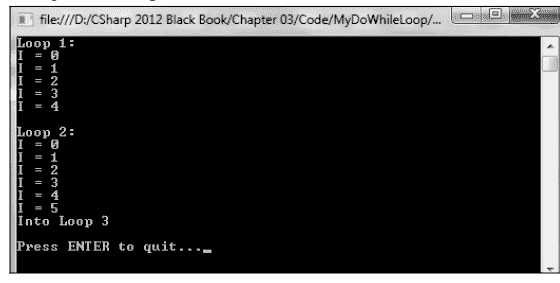 file:///D:/CSharp 2012 Black Book/Chapter 03/Code/MyDoWhileLoop/...
Loop 1:
I = 0
I = 1
I = 2
I = 3
I = 4
Loop 2:
I = 0
I = 1
I = 2
I = 3
I = 4
I = 5
Into Loop 3
Press ENTER to quit..._